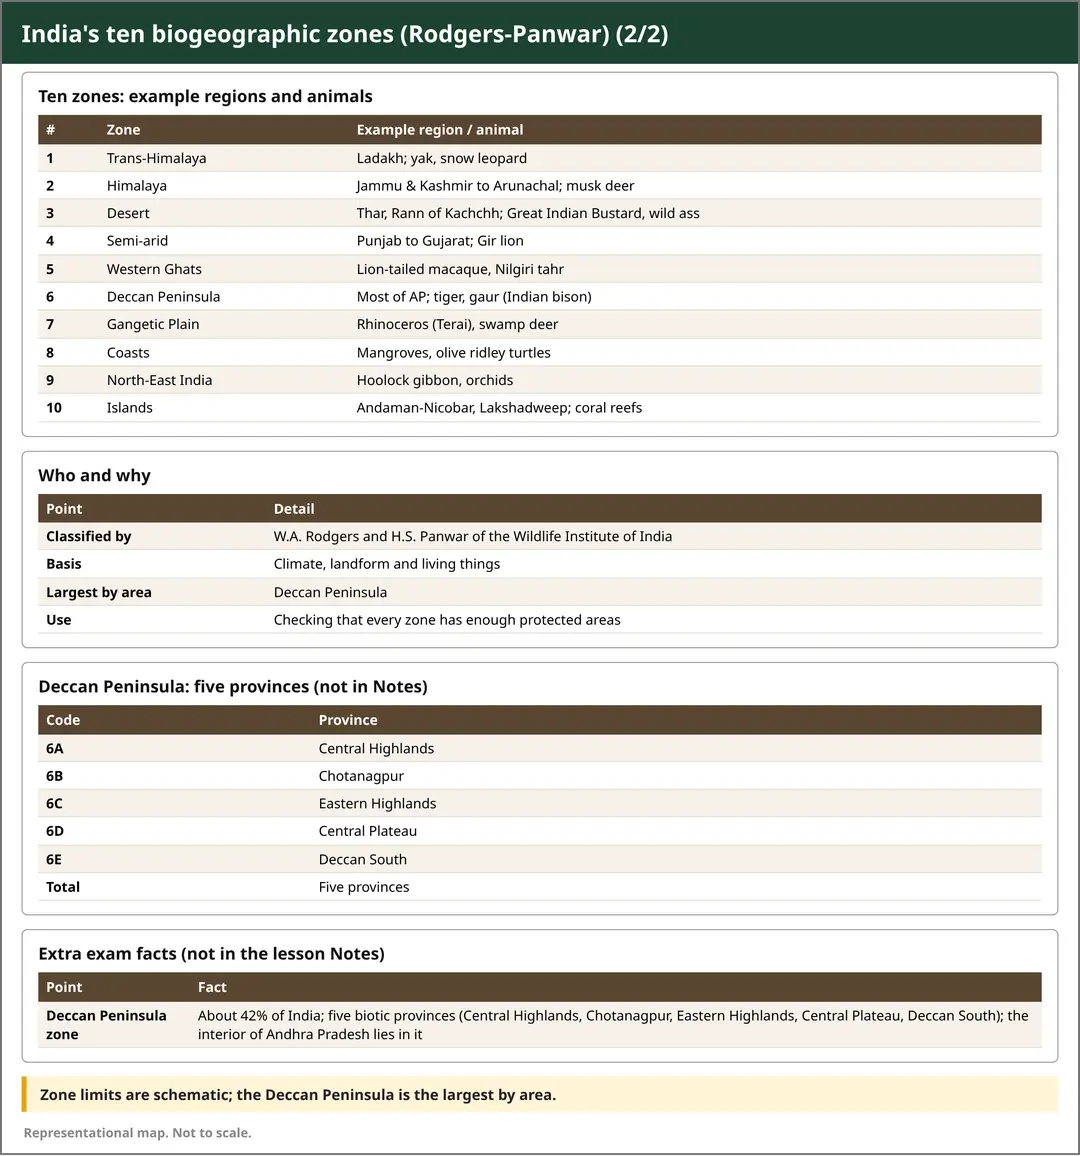 India's ten biogeographic zones (Rodgers-Panwar) (2/2)
Ten zones: example regions and animals
# Zone Example region / animal
1 Trans-Himalaya Ladakh; yak, snow leopard
2 Himalaya Jammu & Kashmir to Arunachal; musk deer
3 Desert Thar, Rann of Kachchh; Great Indian Bustard, wild ass
4 Semi-arid Punjab to Gujarat; Gir lion
5 Western Ghats Lion-tailed macaque, Nilgiri tahr
6 Deccan Peninsula Most of AP; tiger, gaur (Indian bison)
7 Gangetic Plain Rhinoceros (Terai), swamp deer
8 Coasts Mangroves, olive ridley turtles
9 North-East India Hoolock gibbon, orchids
10 Islands Andaman-Nicobar, Lakshadweep; coral reefs
Who and why
Point Detail
Classified by W.A. Rodgers and H.S. Panwar of the Wildlife Institute of India
Basis Climate, landform and living things
Largest by area Deccan Peninsula
Use Checking that every zone has enough protected areas
Deccan Peninsula: five provinces (not in Notes)
Code Province
6A Central Highlands
6B Chotanagpur
6C Eastern Highlands
6D Central Plateau
6E Deccan South
Total Five provinces
Extra exam facts (not in the lesson Notes)
Point Fact
Deccan Peninsula zone About 42% of India; five biotic provinces (Central Highlands, Chotanagpur, Eastern Highlands, Central Plateau, Deccan South); the
interior of Andhra Pradesh lies in it
Zone limits are schematic; the Deccan Peninsula is the largest by area.
Representational map. Not to scale.